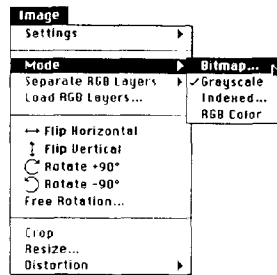 Image
Settings
Mode
Separate RGB Layers
Load RGB Layers...
Flip Horizontal
Flip Vertical
Rotate +90°
Rotate -90°
Free Rotation...
Crop
Resize...
Distortion
Bitmap...
Grayscale
Indexed...
RGB Color